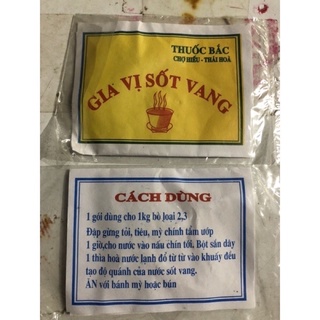 THUỐC BẮC
CHỢ HIẾU - THÁI HOÀ
GIA VỊ SỐT VANG
CÁCH DÙNG
1 gói dùng cho 1kg bò loại 2,3
Đập gừng tỏi, tiêu, mỳ chính tẩm ướp
1 giờ,cho nước vào nấu chín tới. Bột sắn dây
1 thìa hoà nước lạnh đổ từ từ vào khuấy đều
tạo độ quánh của nước sốt vang.
ĂN với bánh mỳ hoặc bún